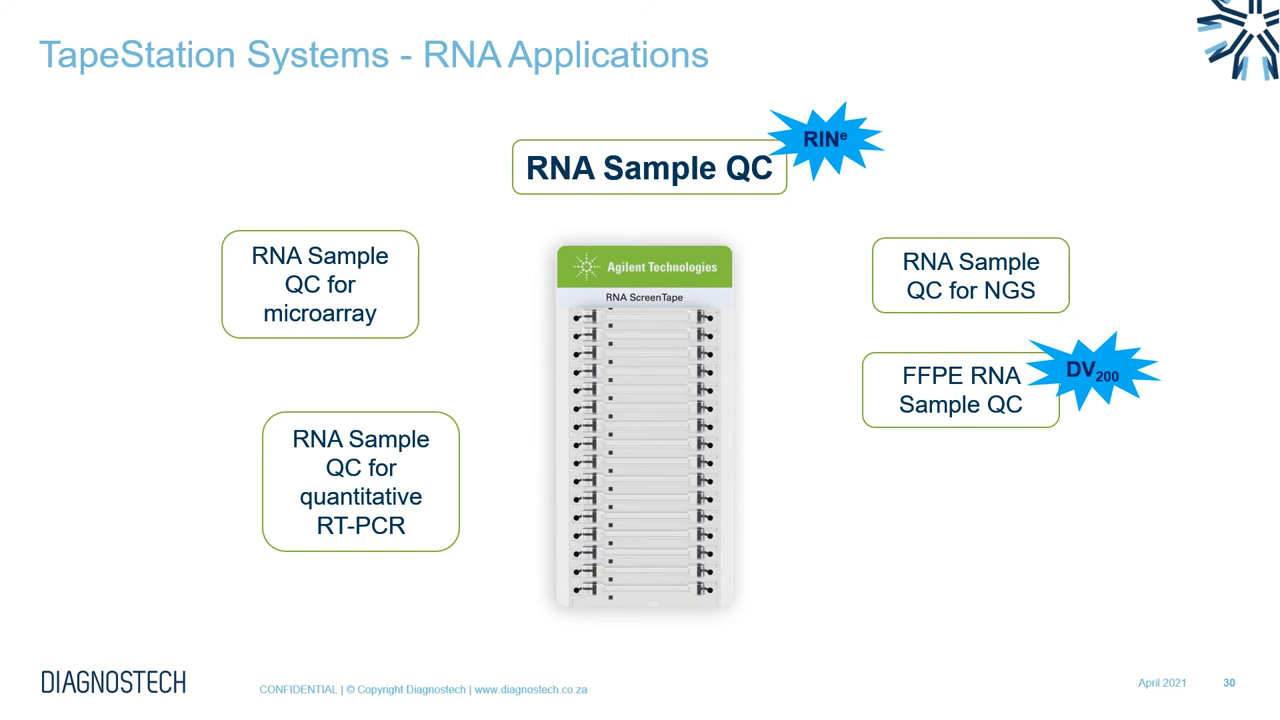 TapeStation Systems - RNA Applications
RNA Sample QC
RINe
RNA Sample
QC for
microarray
RNA Sample
QC for
quantitative
RT-PCR
Agilent Technologies
RNA ScreenTape
RNA Sample
QC for NGS
FFPE RNA
Sample QC
DV200
DIAGNOSTECH
CONFIDENTIAL | © Copyright Diagnostech | www.diagnostech.co.za
April 2021
30